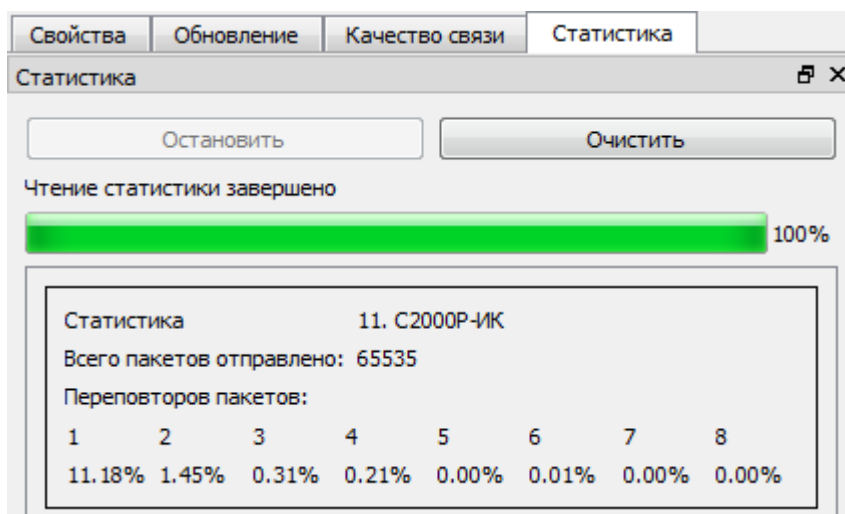 Свойства Обновление Качество связи Статистика
Статистика
Остановить Очистить
Чтение статистики завершено
100%
Статистика 11. С2000Р-ИК
Всего пакетов отправлено: 65535
Переповторов пакетов:
1 2 3 4 5 6 7 8
11.18% 1.45% 0.31% 0.21% 0.00% 0.01% 0.00% 0.00%